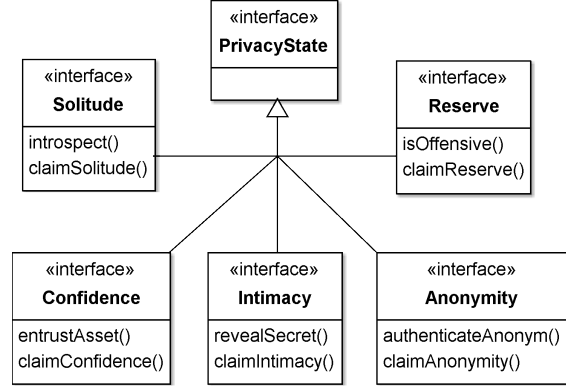 «interface»
PrivacyState
«interface»
Solitude
introspect()
claimSolitude()
«interface»
Reserve
isOffensive()
claimReserve()
«interface»
Confidence
entrustAsset()
claimConfidence()
«interface»
Intimacy
revealSecret()
claimIntimacy()
«interface»
Anonymity
authenticateAnonym()
claimAnonymity()